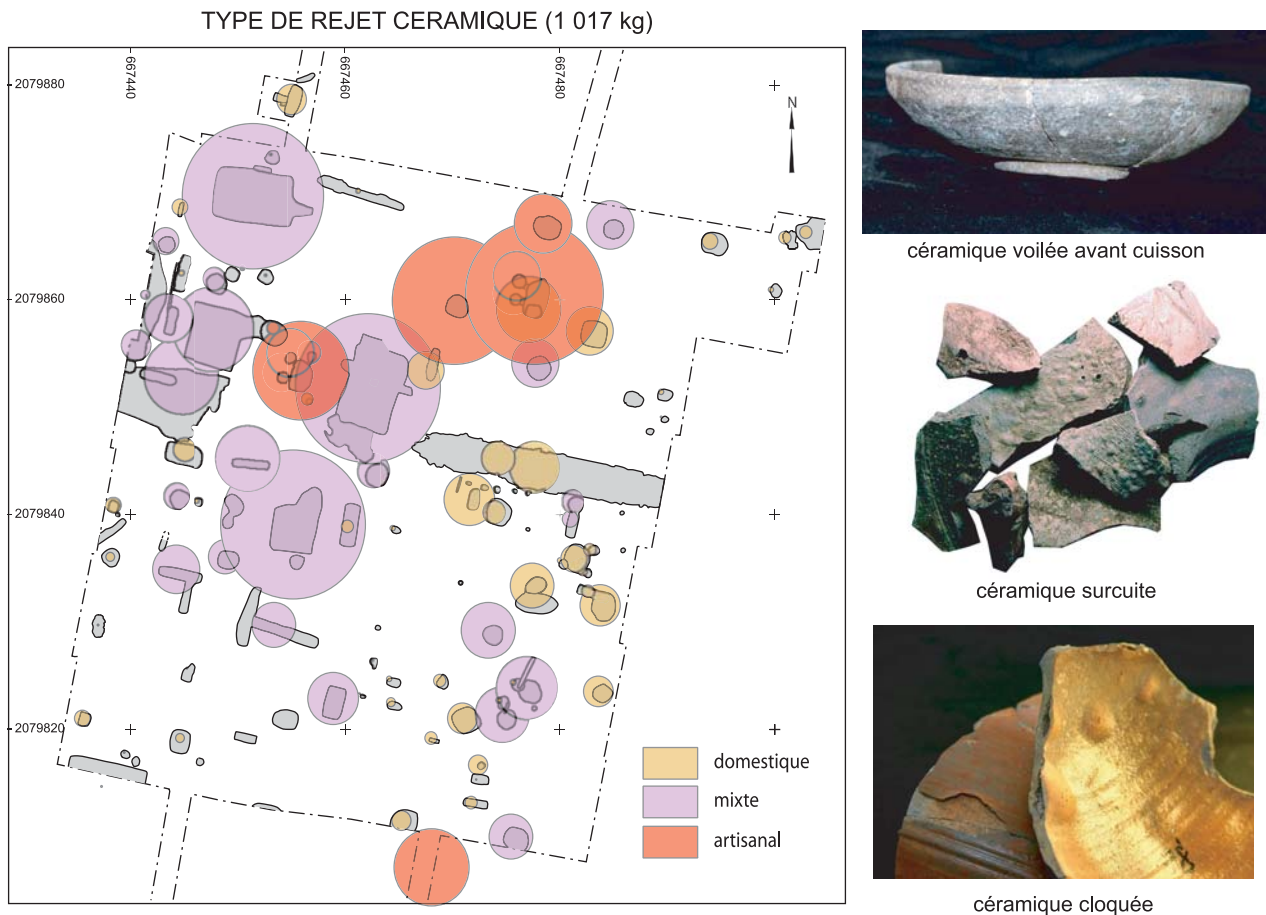 TYPE DE REJET CERAMIQUE (1 017 kg)
667440
667460
667480
2079880
2079860
2079840
2079820
N
domestique
mixte
artisanal
céramique voilée avant cuisson
céramique surcuite
céramique cloquée